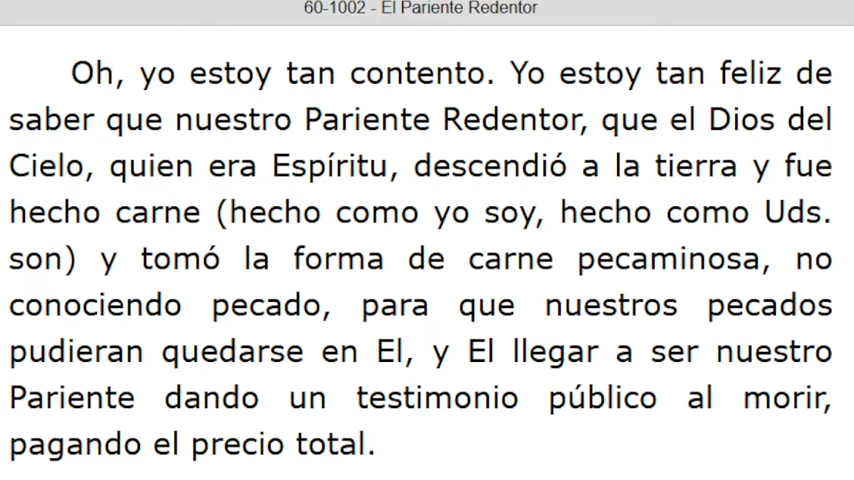 60-1002 - El Pariente Redentor
Oh, yo estoy tan contento. Yo estoy tan feliz de
saber que nuestro Pariente Redentor, que el Dios del
Cielo, quien era Espíritu, descendió a la tierra y fue
hecho carne (hecho como yo soy, hecho como Uds.
son) y tomó la forma de carne pecaminosa, no
conociendo pecado, para que nuestros pecados
pudieran quedarse en El, y El llegar a ser nuestro
Pariente dando un testimonio público al morir,
pagando el precio total.